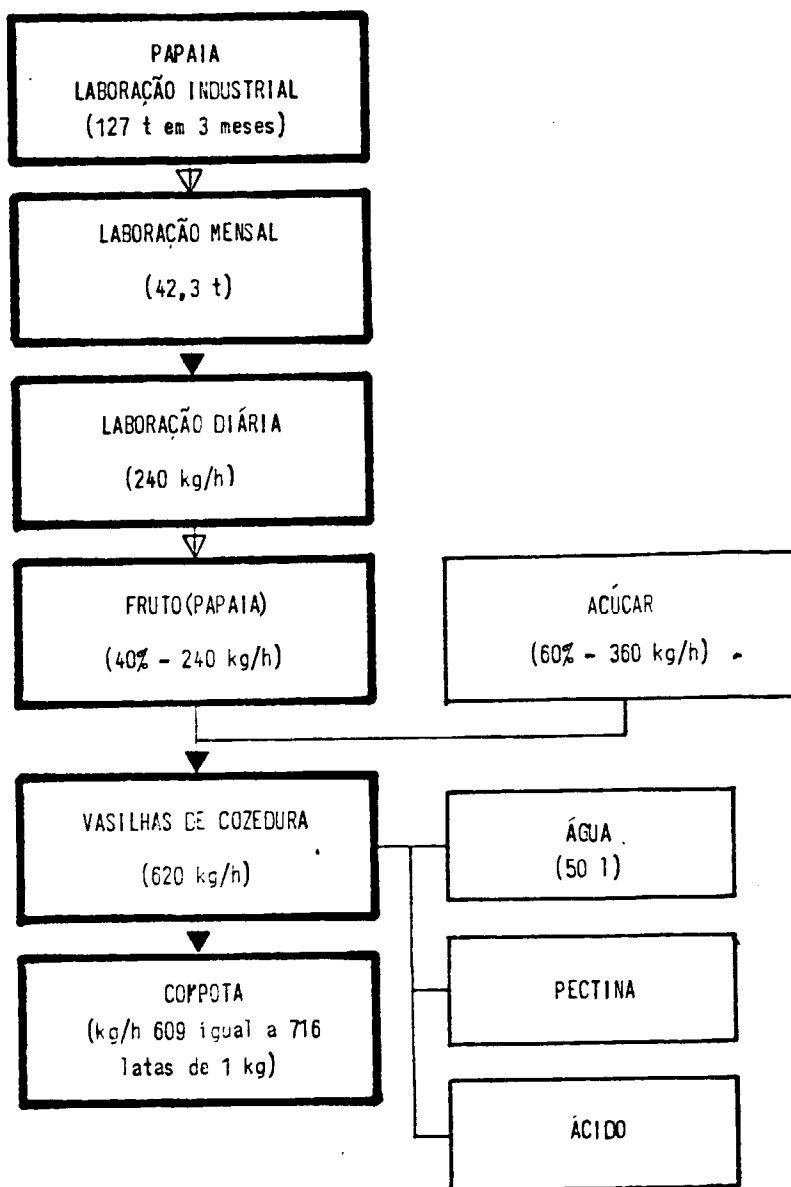 PAPAIA
LABORAÇÃO INDUSTRIAL
(127 t em 3 meses)
LABORAÇÃO MENSAL
(42,3 t)
LABORAÇÃO DIÁRIA
(240 kg/h)
FRUTO(PAPAIA)
(40% - 240 kg/h)
ACÚCAR
(60% - 360 kg/h)
VASILHAS DE COZEDURA
(620 kg/h)
ÁGUA
(50 l)
COMPOTA
(kg/h 609 igual a 716
latas de 1 kg)
PECTINA
ÁCIDO